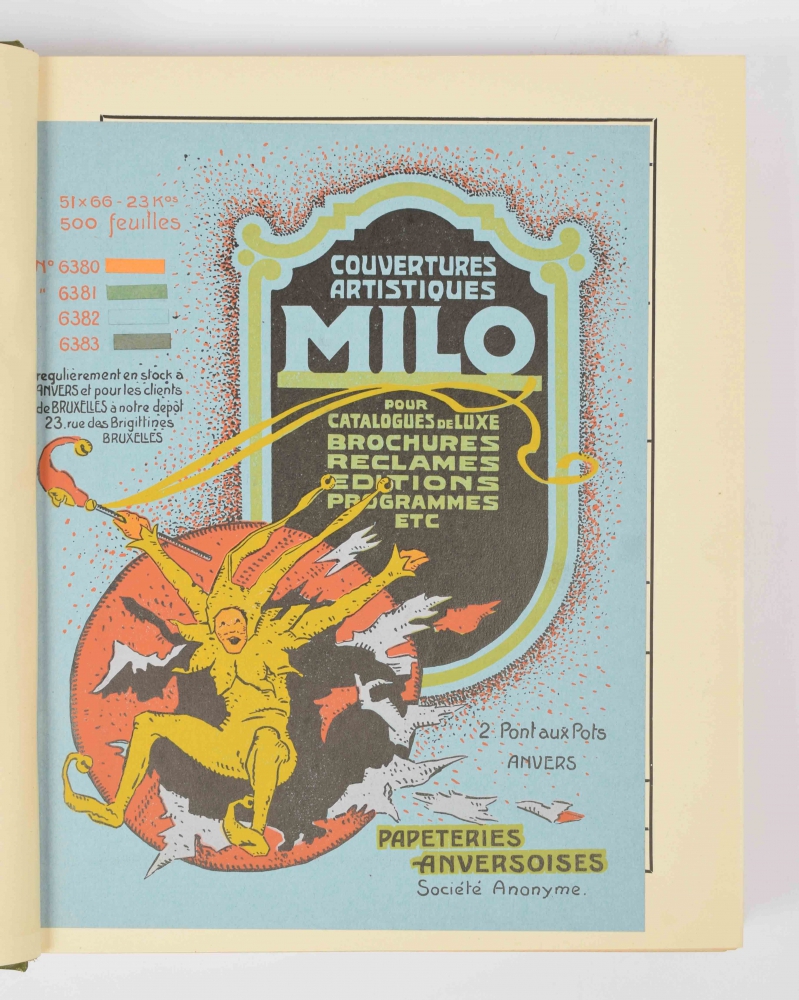 51×66 - 23 Kos
500 feuilles
No 6380
" 6381
6382
6383
regulièrement en stock à
ANVERS et pour les clients
de BRUXELLES à notre dépôt
23. rue des Brigittines
BRUXELLES
COUVERTURES
ARTISTIQUES
MILO
POUR
CATALOGUES DE LUXE
BROCHURES
RECLAMES
EDITIONS
PROGRAMMES
ETC
2. Pont aux Pots
ANVERS
PAPETERIES
ANVERSOISES
Société Anonyme.